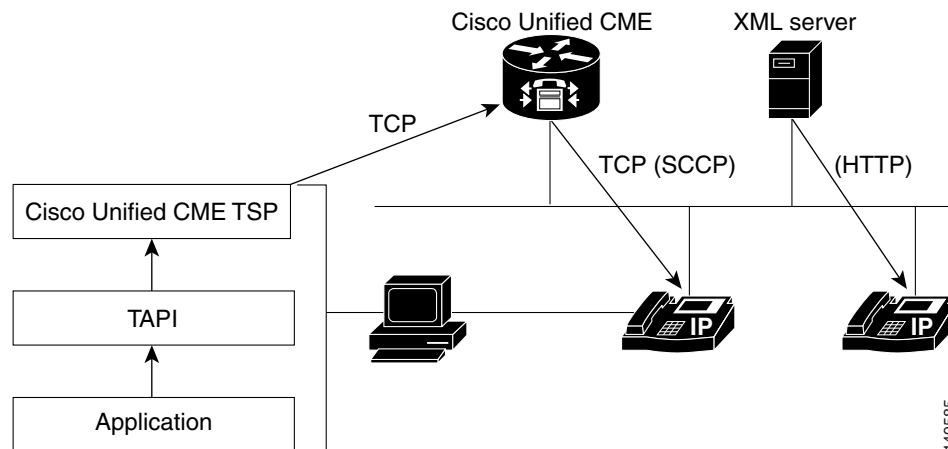 Cisco Unified CME
XML server
TCP
TCP (SCCP)
(HTTP)
Cisco Unified CME TSP
TAPI
IP
IP
Application